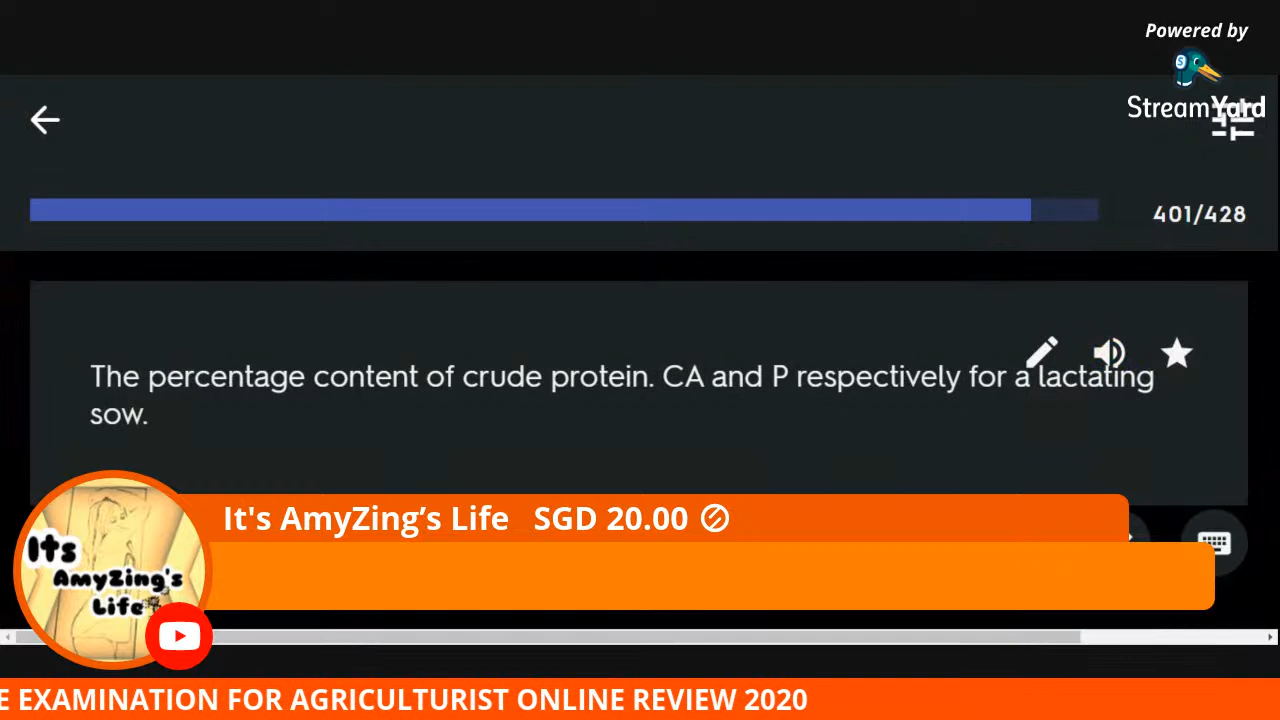 Powered by
StreamYard
401/428
The percentage content of crude protein. CA and P respectively for a lactating
sow.
It's AmyZing’s Life SGD 20.00
Its
AmyZing's
Life
E EXAMINATION FOR AGRICULTURIST ONLINE REVIEW 2020